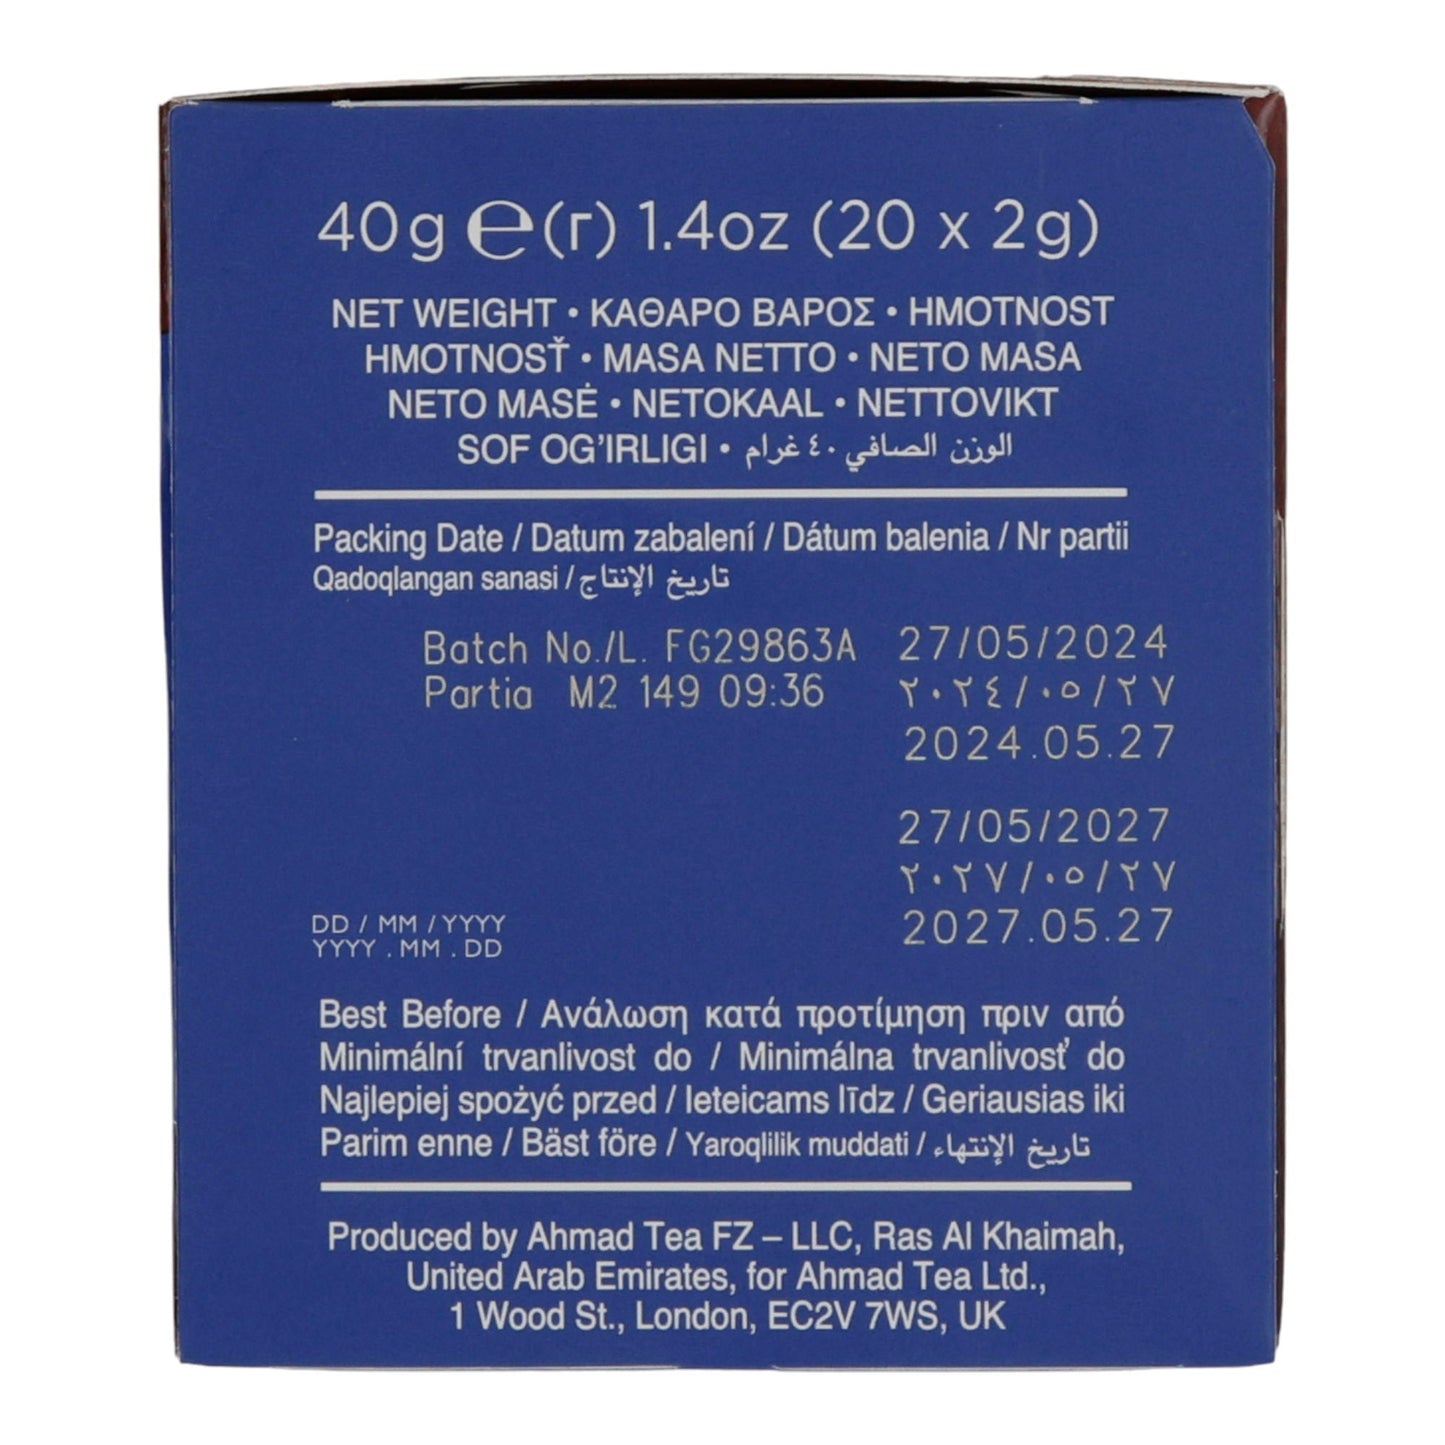 40g ℮(г) 1.4oz (20 x 2g)
NET WEIGHT • ΚΑΘΑΡΟ ΒΑΡΟΣ • HMOTNOST
HMOTNOSŤ • MASA NETTO • NETO MASA
NETO MASĖ • NETOKAAL • NETTOVIKT
SOF OG'IRLIGI • الوزن الصافي ٤٠ غرام
Packing Date / Datum zabalení / Dátum balenia / Nr partii
Qadoqlangan sanasi / تاريخ الإنتاج
Batch No./L. FG29863A 27/05/2024
Partia M2 149 09:36 ٢٠٢٤/٠٥/٢٧
2024.05.27
27/05/2027
٢٠٢٧/٠٥/٢٧
DD / MM / YYYY 2027.05.27
YYYY . MM . DD
Best Before / Ανάλωση κατά προτίμηση πριν από
Minimální trvanlivost do / Minimálna trvanlivosť do
Najlepiej spożyć przed / Ieteicams līdz / Geriausias iki
Parim enne / Bäst före / Yaroqlilik muddati / تاريخ الإنتهاء
Produced by Ahmad Tea FZ – LLC, Ras Al Khaimah,
United Arab Emirates, for Ahmad Tea Ltd.,
1 Wood St., London, EC2V 7WS, UK